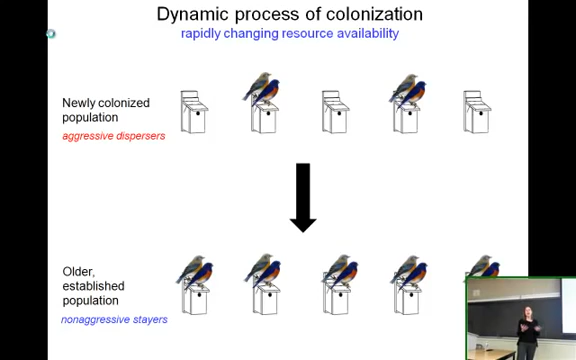 Dynamic process of colonization
rapidly changing resource availability
Newly colonized
population
aggressive dispersers
Older,
established
population
nonaggressive stayers